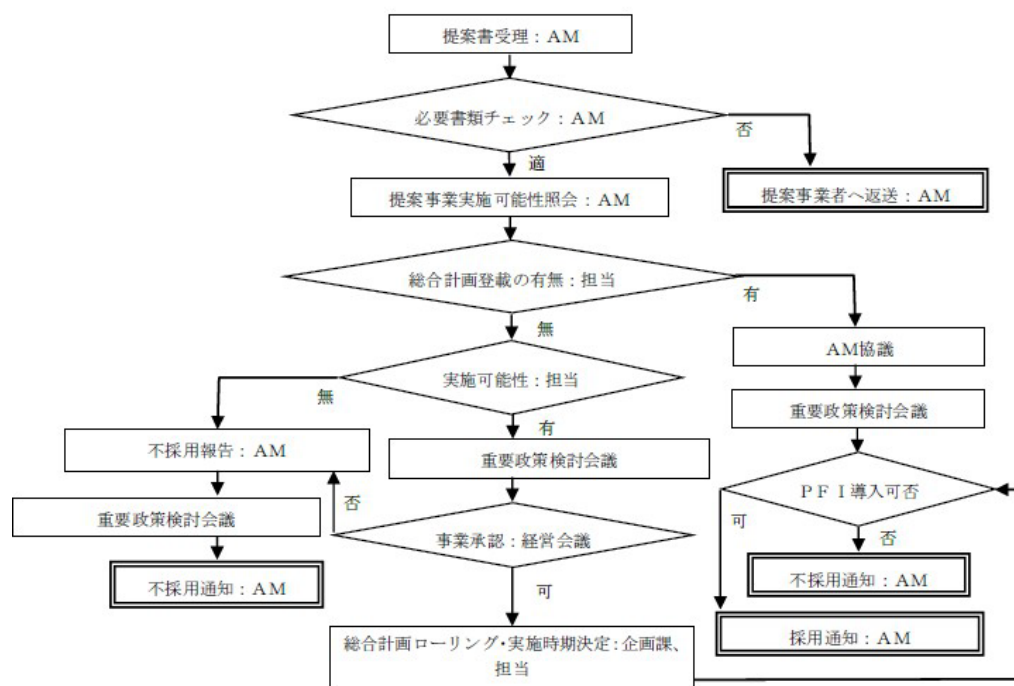 提案書受理：ＡＭ
必要書類チェック：ＡＭ
否
適
提案事業者へ返送：ＡＭ
提案事業実施可能性照会：ＡＭ
総合計画登載の有無：担当
有
無
AM協議
実施可能性：担当
無
重要政策検討会議
有
不採用報告：ＡＭ
重要政策検討会議
ＰＦＩ導入可否
否
可
重要政策検討会議
事業承認：経営会議
否
不採用通知：ＡＭ
不採用通知：ＡＭ
可
採用通知：ＡＭ
総合計画ローリング・実施時期決定：企画課、
担当